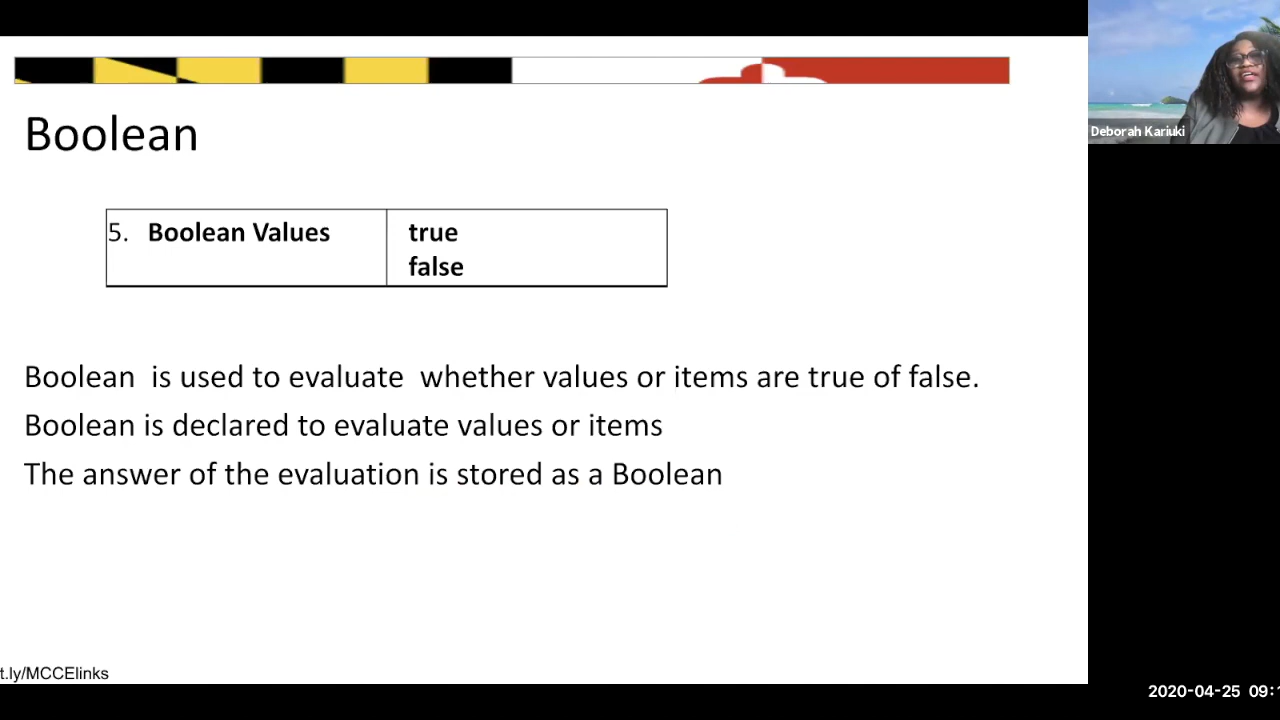 Deborah Kariuki
Boolean
5. Boolean Values true
false
Boolean is used to evaluate whether values or items are true of false.
Boolean is declared to evaluate values or items
The answer of the evaluation is stored as a Boolean
t.ly/MCCElinks
2020-04-25 09:1